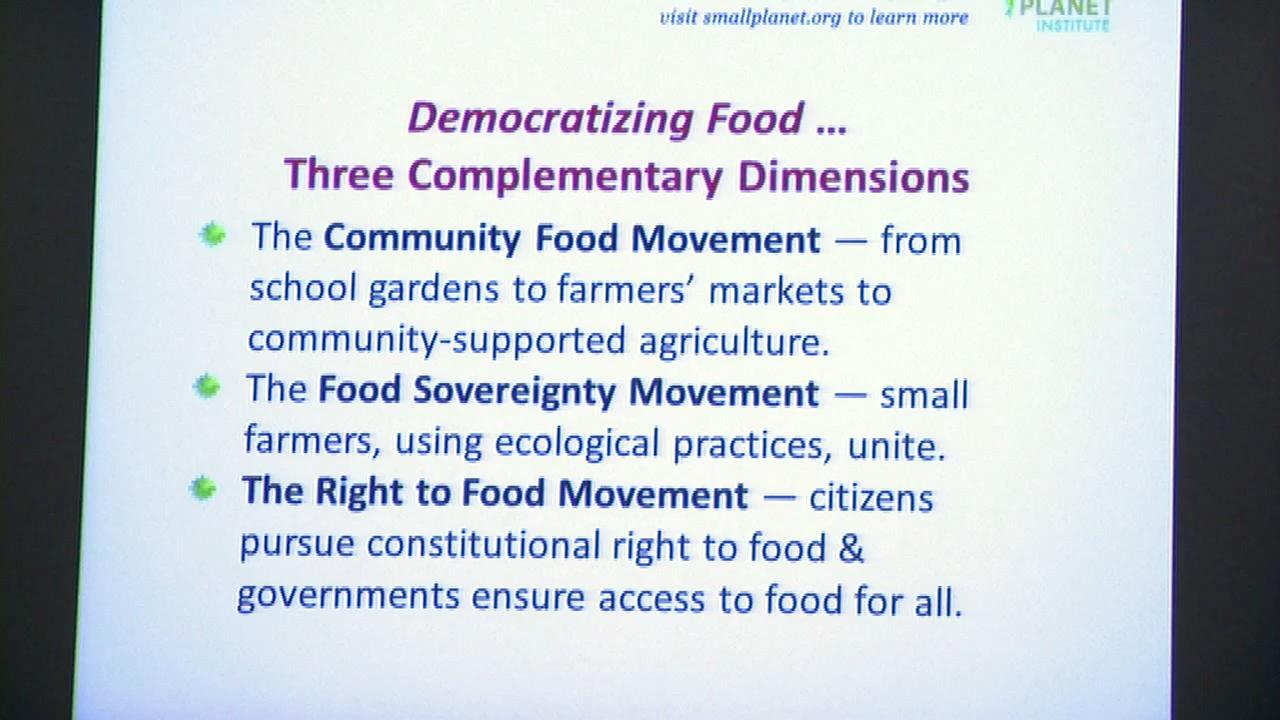 visit smallplanet.org to learn more
PLANET
INSTITUTE
Democratizing Food ...
Three Complementary Dimensions
The Community Food Movement — from
school gardens to farmers’ markets to
community-supported agriculture.
The Food Sovereignty Movement — small
farmers, using ecological practices, unite.
The Right to Food Movement — citizens
pursue constitutional right to food &
governments ensure access to food for all.